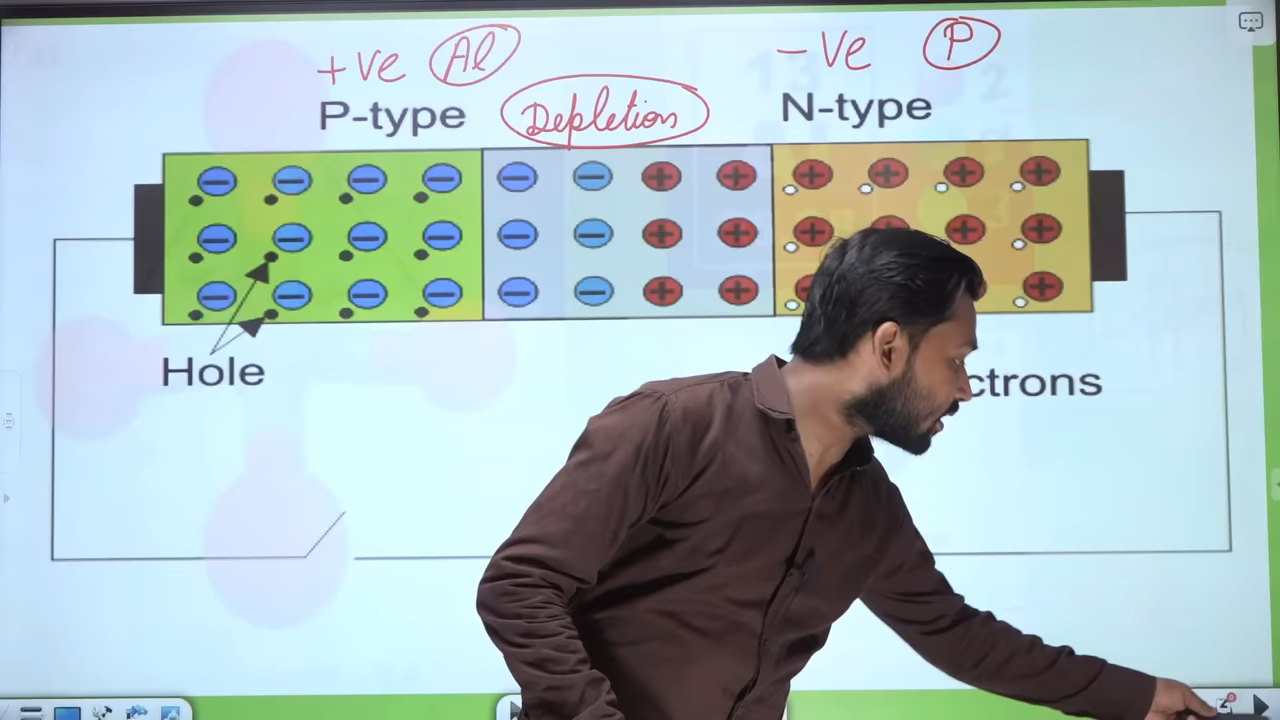 +ve Al
-ve P
P-type
Depletion
N-type
Hole
ctrons